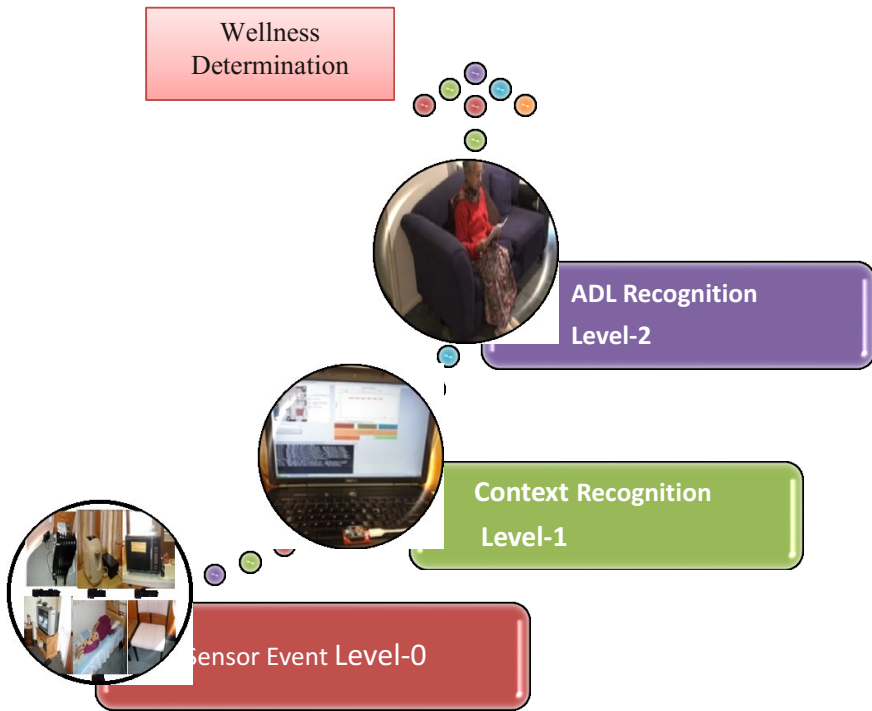 Wellness
Determination
ADL Recognition
Level-2
Context Recognition
Level-1
Sensor Event Level-0